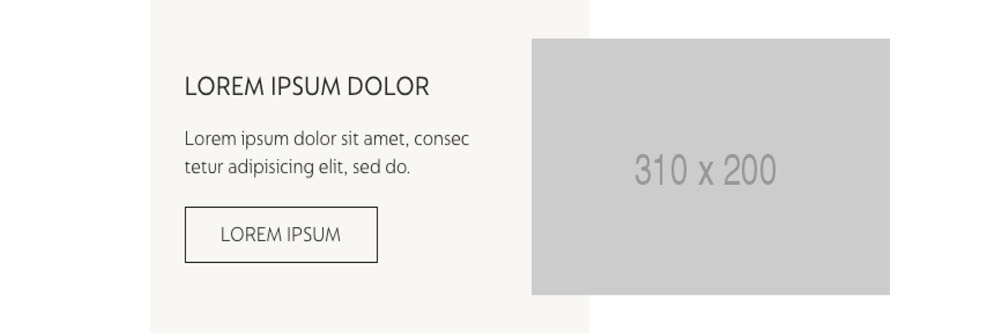 LOREM IPSUM DOLOR
Lorem ipsum dolor sit amet, consec
tetur adipisicing elit, sed do.
LOREM IPSUM
310 x 200